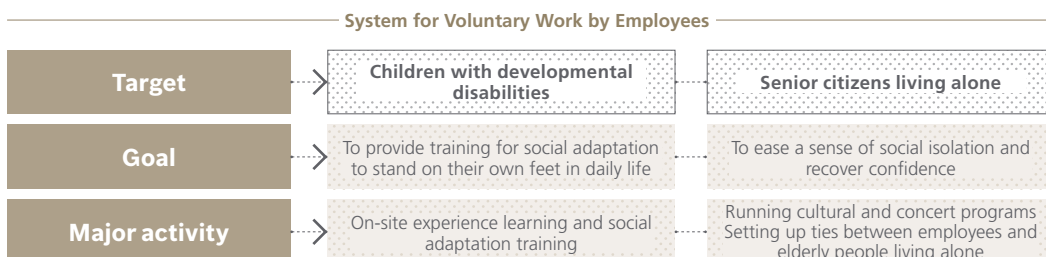 System for Voluntary Work by Employees
Target
Children with developmental
disabilities
Senior citizens living alone
Goal
To provide training for social adaptation
to stand on their own feet in daily life
To ease a sense of social isolation and
recover confidence
Major activity
On-site experience learning and social
adaptation training
Running cultural and concert programs
Setting up ties between employees and
elderly people living alone